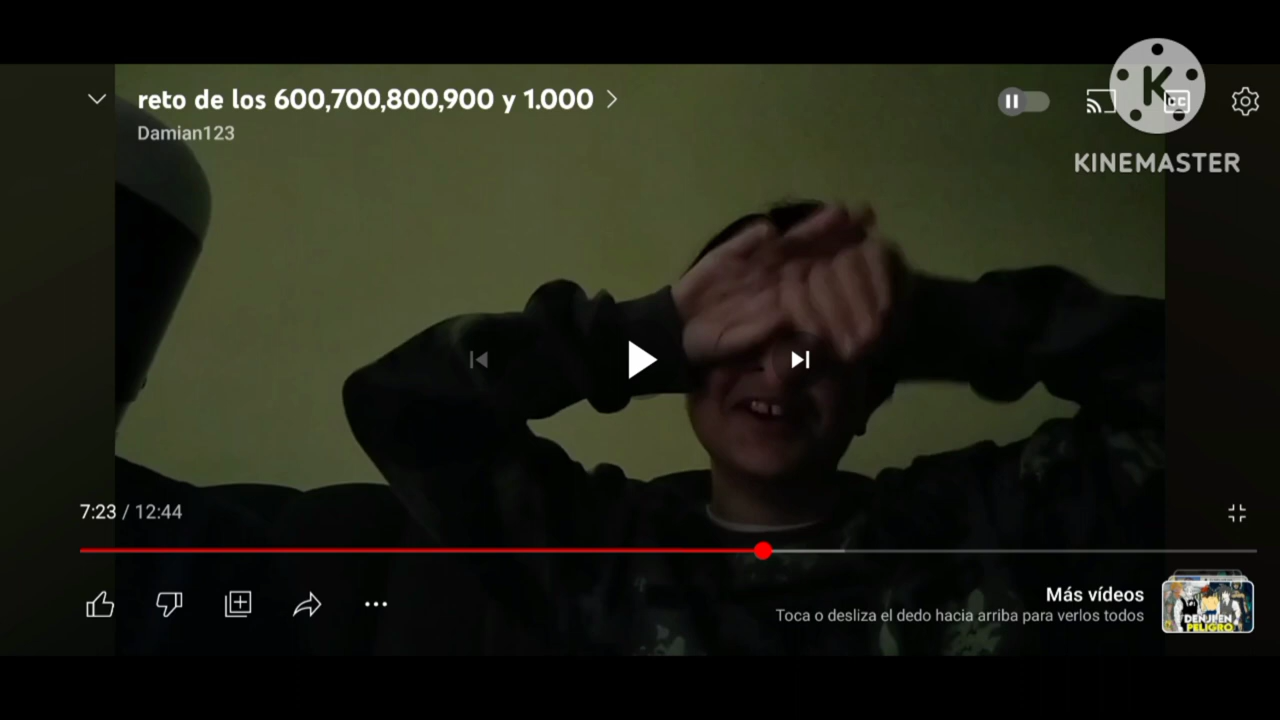 reto de los 600,700,800,900 y 1.000
Damian123
CC
K
KINEMASTER
7:23 / 12:44
Más vídeos
Toca o desliza el dedo hacia arriba para verlos todos
DENJI EN
PELIGRO